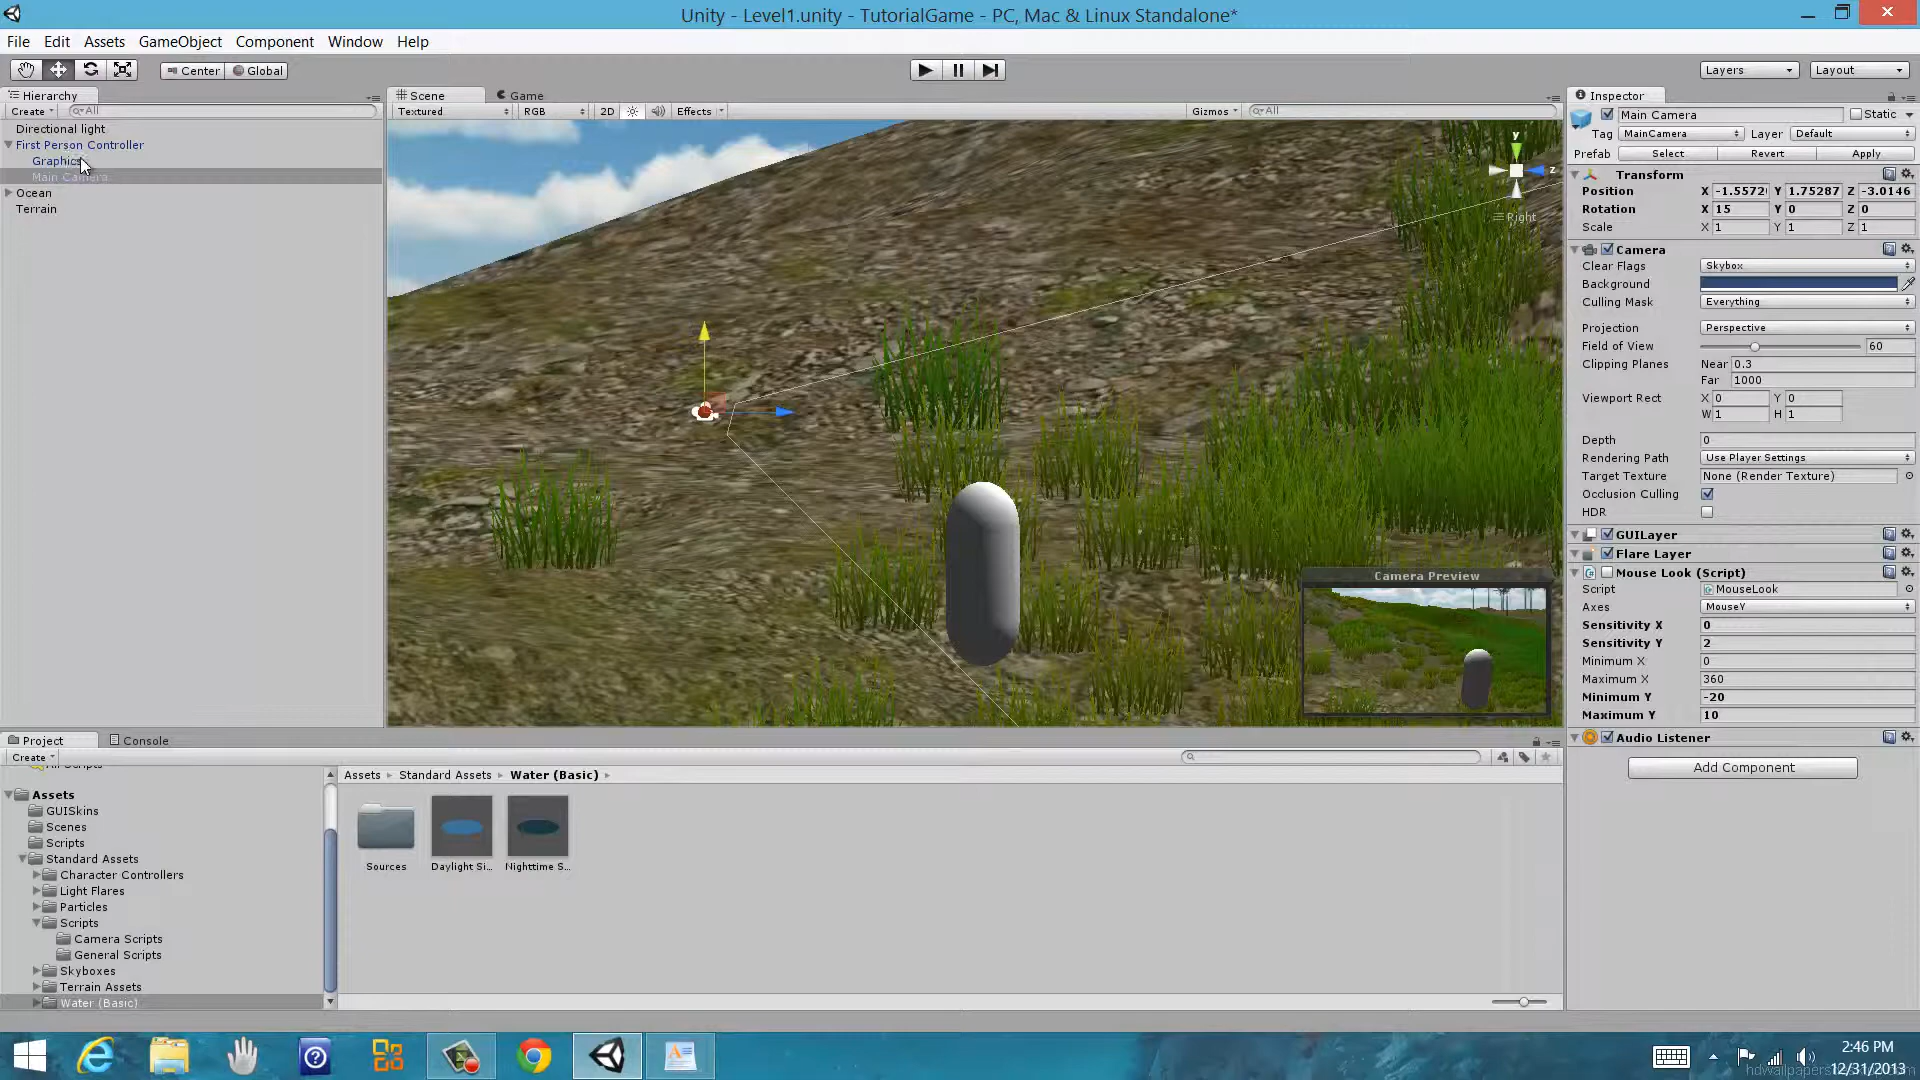 Unity - Level1.unity - TutorialGame - PC, Mac & Linux Standalone*
File Edit Assets GameObject Component Window Help
Center Global Layers Layout
Hierarchy
Create All
Directional light
First Person Controller
Graphics
Main Camera
Ocean
Terrain
Scene Game
Textured RGB 2D Effects Gizmos All
y
z
Right
Camera Preview
Inspector
Main Camera Static
Tag MainCamera Layer Default
Prefab Select Revert Apply
Transform
Position X -1.5572 Y 1.75287 Z -3.0146
Rotation X 15 Y 0 Z 0
Scale X 1 Y 1 Z 1
Camera
Clear Flags Skybox
Background
Culling Mask Everything
Projection Perspective
Field of View 60
Clipping Planes Near 0.3
Far 1000
Viewport Rect X 0 Y 0
W 1 H 1
Depth 0
Rendering Path Use Player Settings
Target Texture None (Render Texture)
Occlusion Culling
HDR
GUILayer
Flare Layer
Mouse Look (Script)
Script MouseLook
Axes MouseY
Sensitivity X 0
Sensitivity Y 2
Minimum X 0
Maximum X 360
Minimum Y -20
Maximum Y 10
Audio Listener
Add Component
Project Console
Create
All Scripts
Assets
GUISkins
Scenes
Scripts
Standard Assets
Character Controllers
Light Flares
Particles
Scripts
Camera Scripts
General Scripts
Skyboxes
Terrain Assets
Water (Basic)
Assets Standard Assets Water (Basic)
Sources Daylight Si... Nighttime S...
2:46 PM
12/31/2013